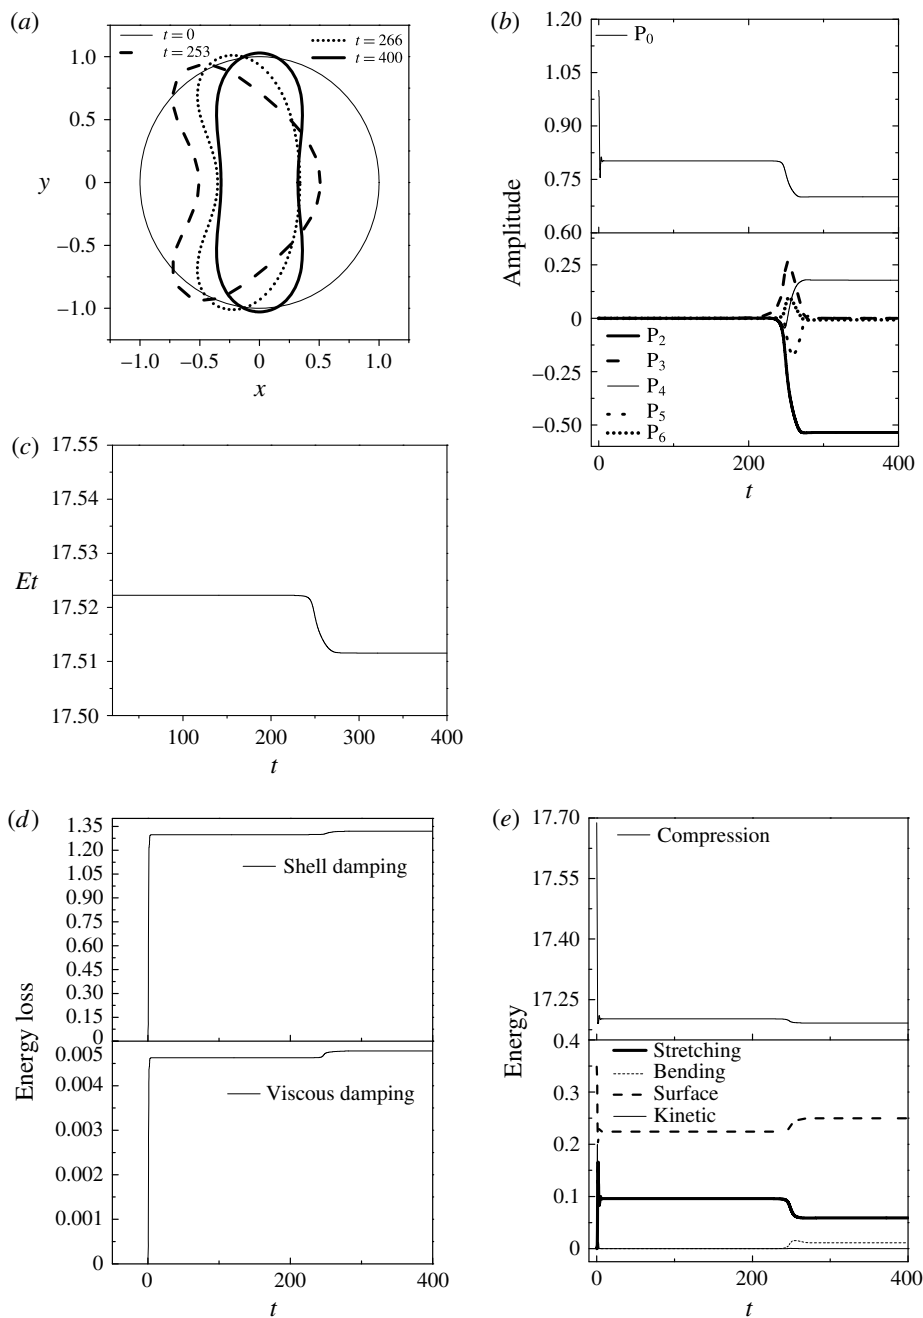 (a)
t = 0
t = 253
t = 266
t = 400
1.0
0.5
0
−0.5
−1.0
y
−1.0 −0.5 0 0.5 1.0
x
(b)
P0
1.20
1.05
0.90
0.75
0.60
0.25
0
−0.25
−0.50
Amplitude
P2
P3
P4
P5
P6
0 200 400
t
(c)
17.55
17.54
17.53
17.52
17.51
17.50
Et
100 200 300 400
t
(d)
1.35
1.20
1.05
0.90
0.75
0.60
0.45
0.30
0.15
0
Shell damping
Energy loss
0.005
0.004
0.003
0.002
0.001
0
Viscous damping
0 200 400
t
(e)
17.70
17.55
17.40
17.25
Compression
Energy
0.4
0.3
0.2
0.1
0
Stretching
Bending
Surface
Kinetic
0 100 200 300 400
t